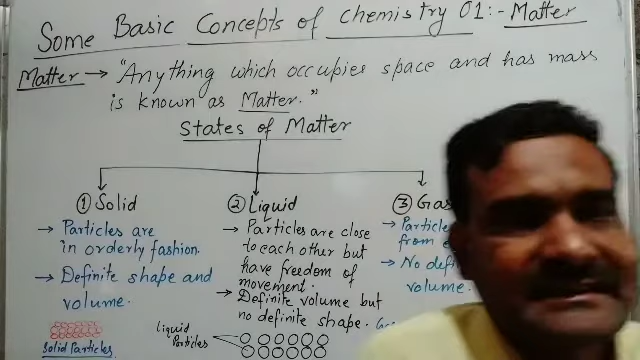 Some Basic Concepts of Chemistry 01:- Matter
Matter → "Anything which occupies space and has mass
is known as Matter."
States of Matter
① Solid
→ Particles are
in orderly fashion.
→ Definite shape and
volume.
Solid Particles
② Liquid
→ Particles are close
to each other but
have freedom of
movement.
→ Definite volume but
no definite shape.
Liquid
Particles
③ Gas
→ Particle
from
→ No defi
volume.